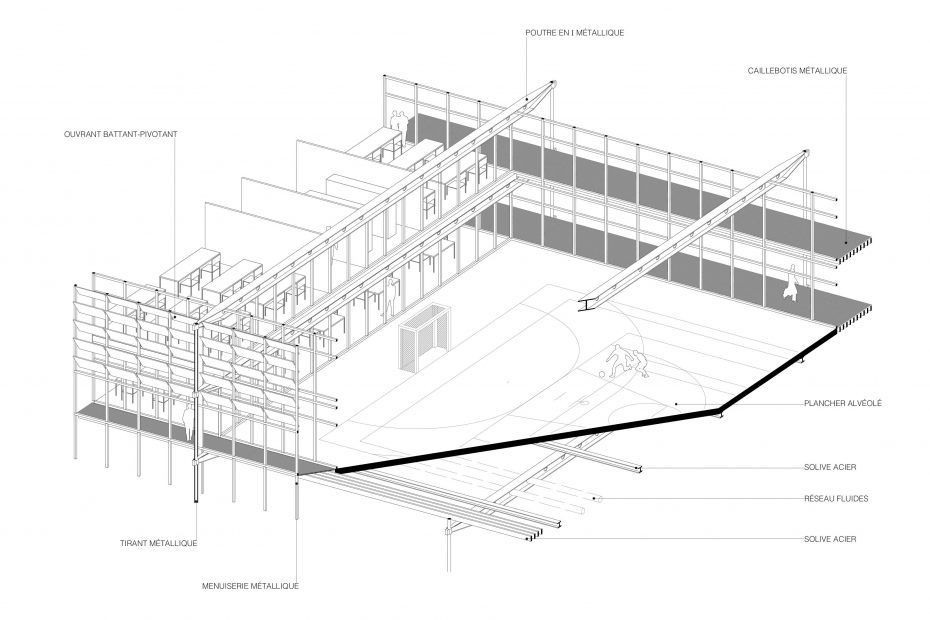 POUTRE EN I MÉTALLIQUE
CAILLEBOTIS MÉTALLIQUE
OUVRANT BATTANT-PIVOTANT
PLANCHER ALVÉOLÉ
SOLIVE ACIER
RÉSEAU FLUIDES
SOLIVE ACIER
TIRANT MÉTALLIQUE
MENUISERIE MÉTALLIQUE